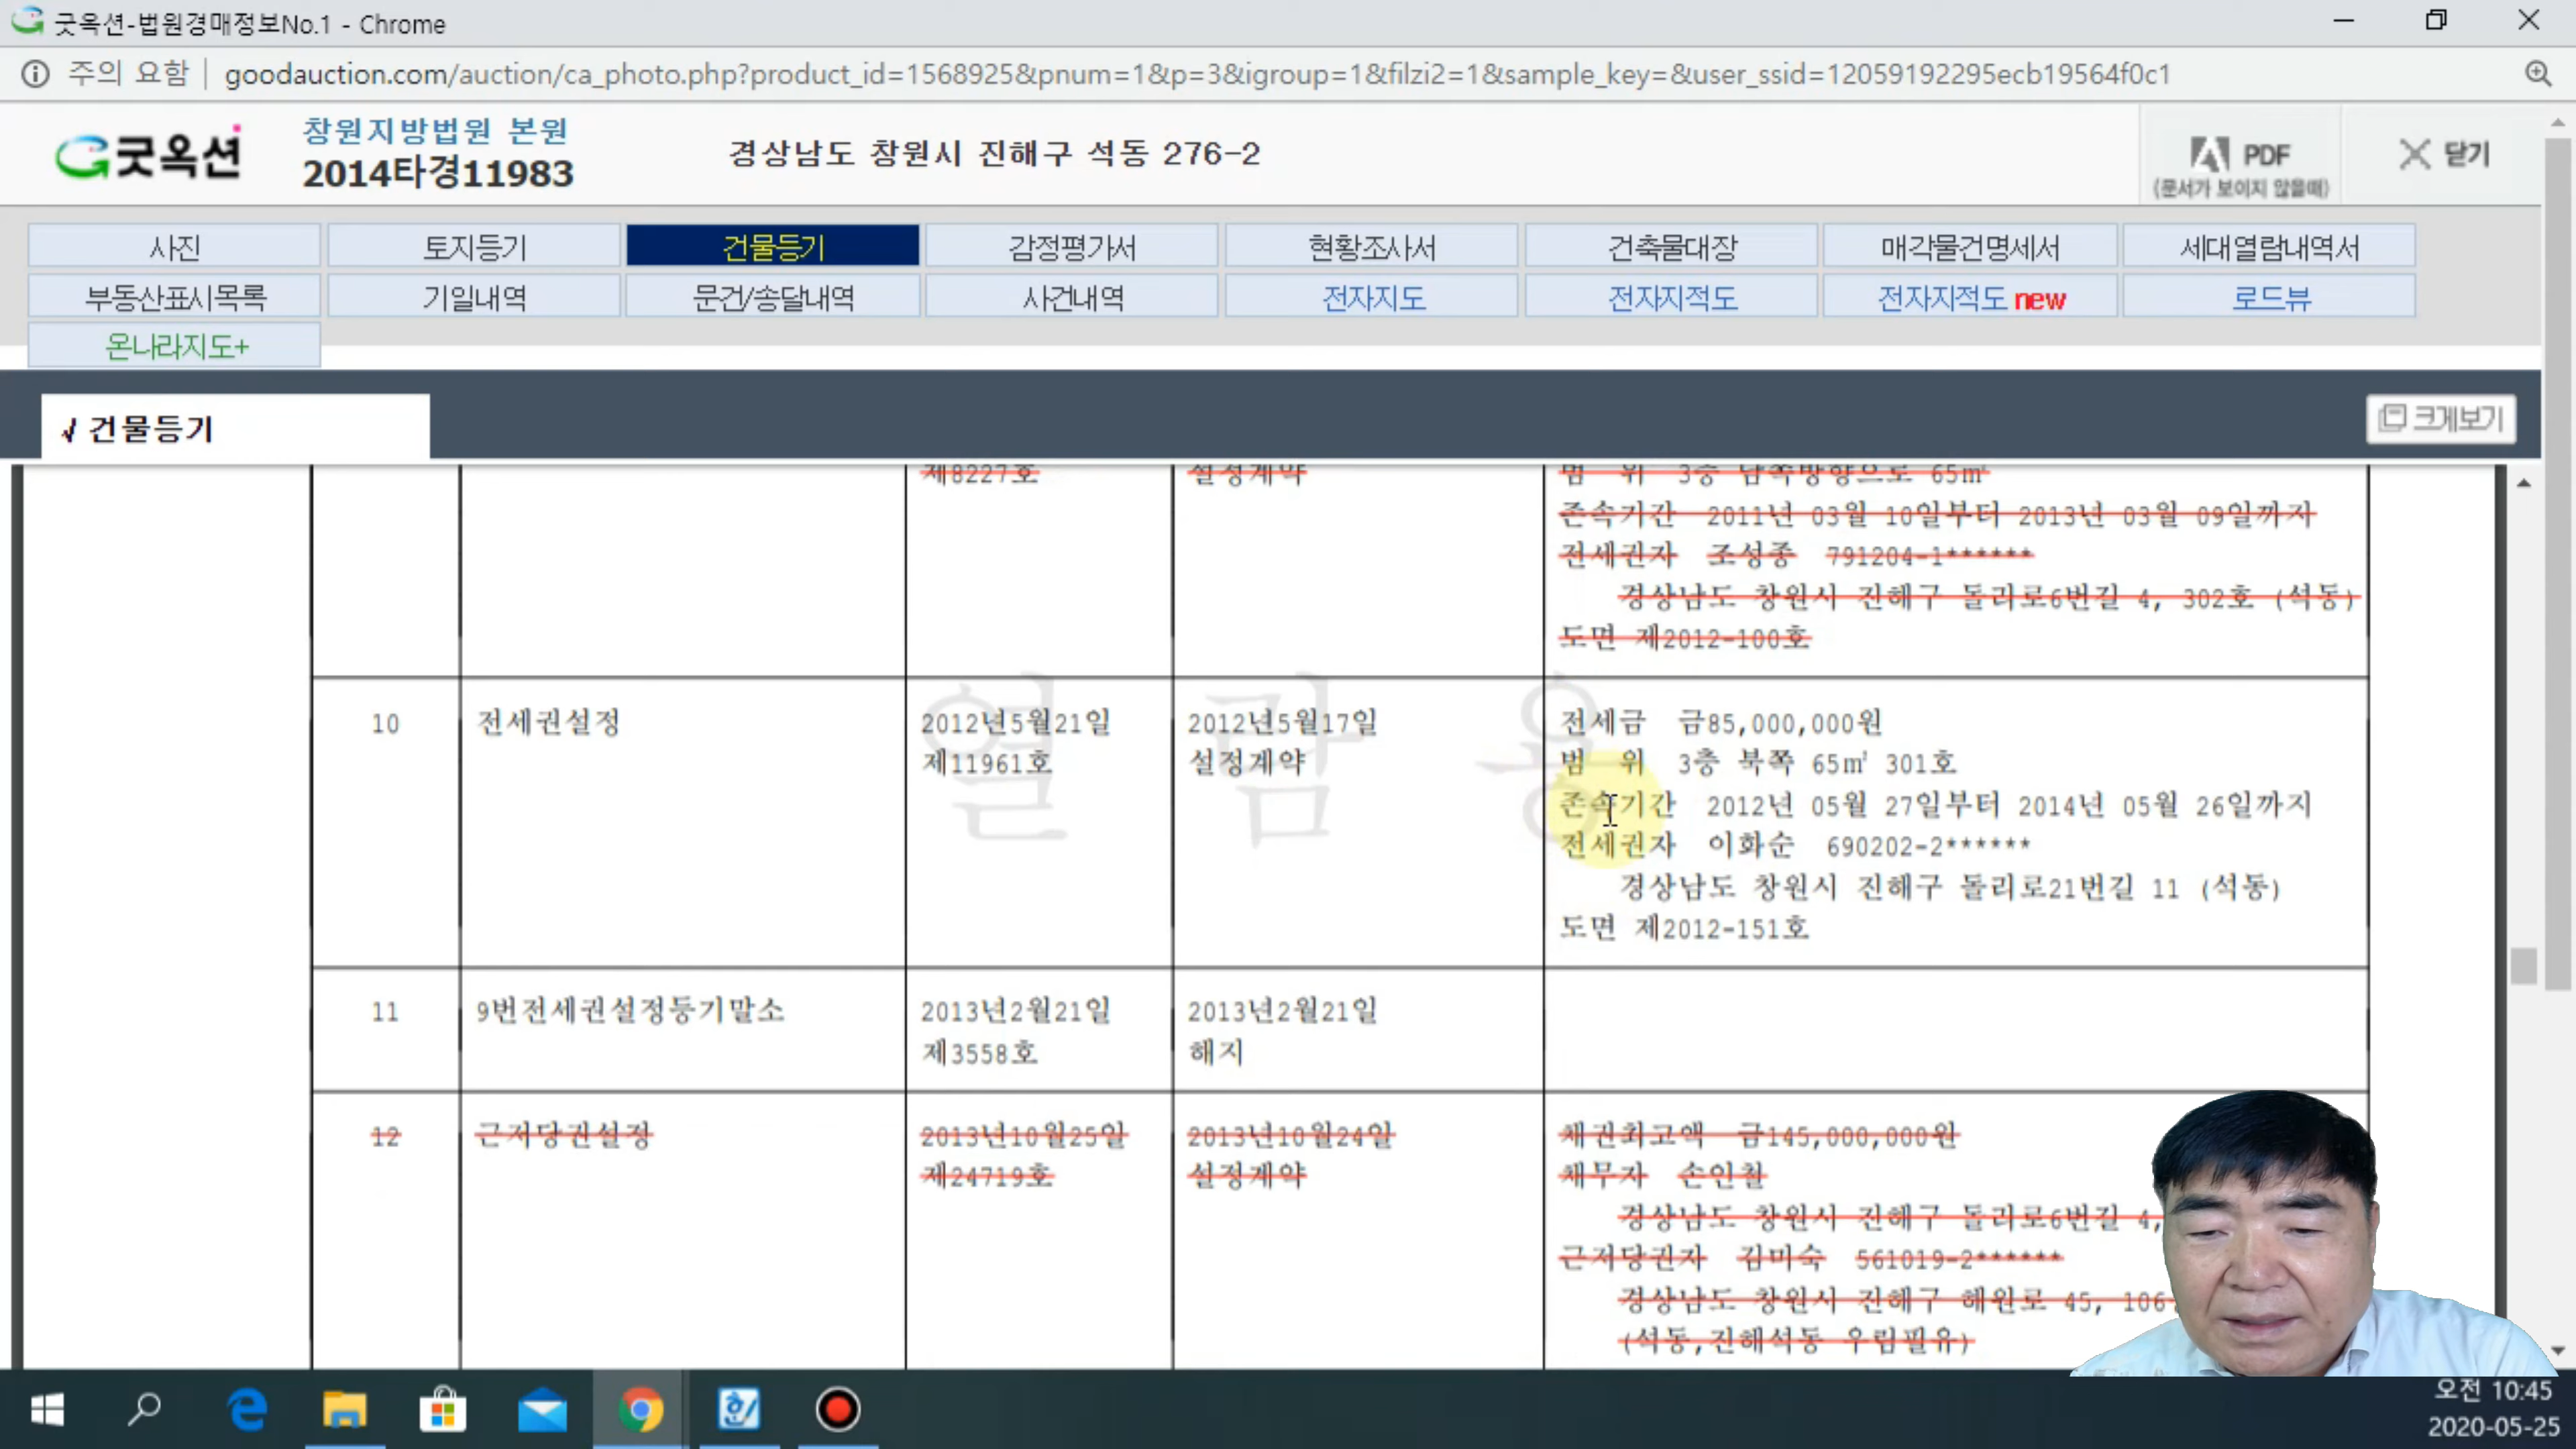 굿옥션-법원경매정보No.1 - Chrome
주의 요함 | goodauction.com/auction/ca_photo.php?product_id=1568925&pnum=1&p=3&igroup=1&filzi2=1&sample_key=&user_ssid=12059192295ecb19564f0c1
굿옥션
창원지방법원 본원
2014타경11983
경상남도 창원시 진해구 석동 276-2
PDF
(문서가 보이지 않을때)
닫기
사진 토지등기 건물등기 감정평가서 현황조사서 건축물대장 매각물건명세서 세대열람내역서
부동산표시목록 기일내역 문건/송달내역 사건내역 전자지도 전자지적도 전자지적도 new 로드뷰
온나라지도+
√ 건물등기
크게보기
제8227호 설정계약 범 위 3층 남쪽방향으로 65㎡
존속기간 2011년 03월 10일부터 2013년 03월 09일까지
전세권자 조성종 791204-1******
경상남도 창원시 진해구 돌리로6번길 4, 302호 (석동)
도면 제2012-100호
열 람 용
10 전세권설정 2012년5월21일 2012년5월17일 전세금 금85,000,000원
제11961호 설정계약 범 위 3층 북쪽 65㎡ 301호
존속기간 2012년 05월 27일부터 2014년 05월 26일까지
전세권자 이화순 690202-2******
경상남도 창원시 진해구 돌리로21번길 11 (석동)
도면 제2012-151호
11 9번전세권설정등기말소 2013년2월21일 2013년2월21일
제3558호 해지
12 근저당권설정 2013년10월25일 2013년10월24일 채권최고액 금145,000,000원
제24719호 설정계약 채무자 손인철
경상남도 창원시 진해구 돌리로6번길 4,
근저당권자 김미숙 561019-2******
경상남도 창원시 진해구 해원로 45, 106
(석동,진해석동 우림필유)
오전 10:45
2020-05-25